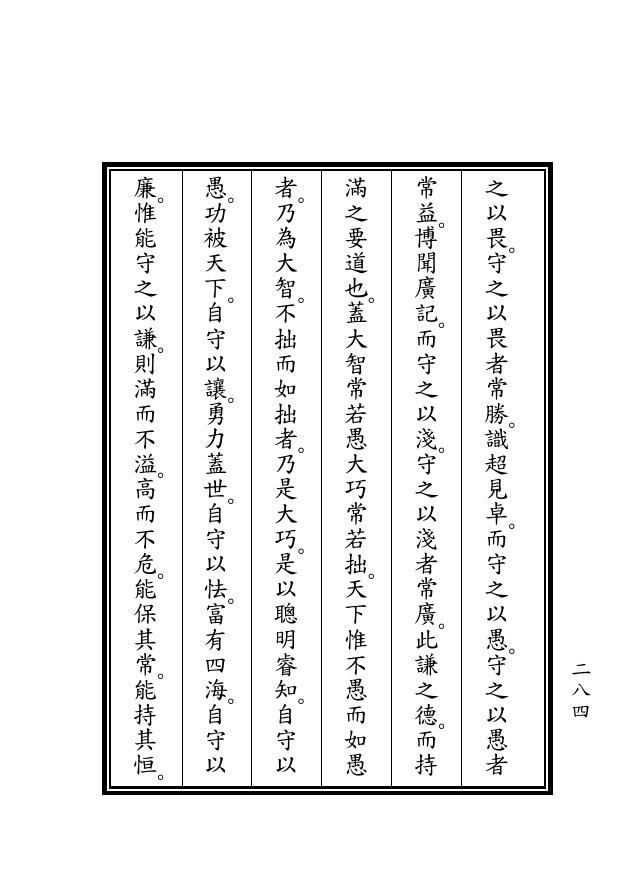 之以畏。守之以畏者常勝。識超見卓。而守之以愚。守之以愚者
常益。博聞廣記。而守之以淺。守之以淺者常廣。此謙之德。而持
滿之要道也。蓋大智常若愚大巧常若拙。天下惟不愚而如愚
者。乃為大智。不拙而如拙者。乃是大巧。是以聰明睿知。自守以
愚。功被天下。自守以讓。勇力蓋世。自守以怯。富有四海。自守以
廉。惟能守之以謙。則滿而不溢。高而不危。能保其常。能持其恒。
二八四